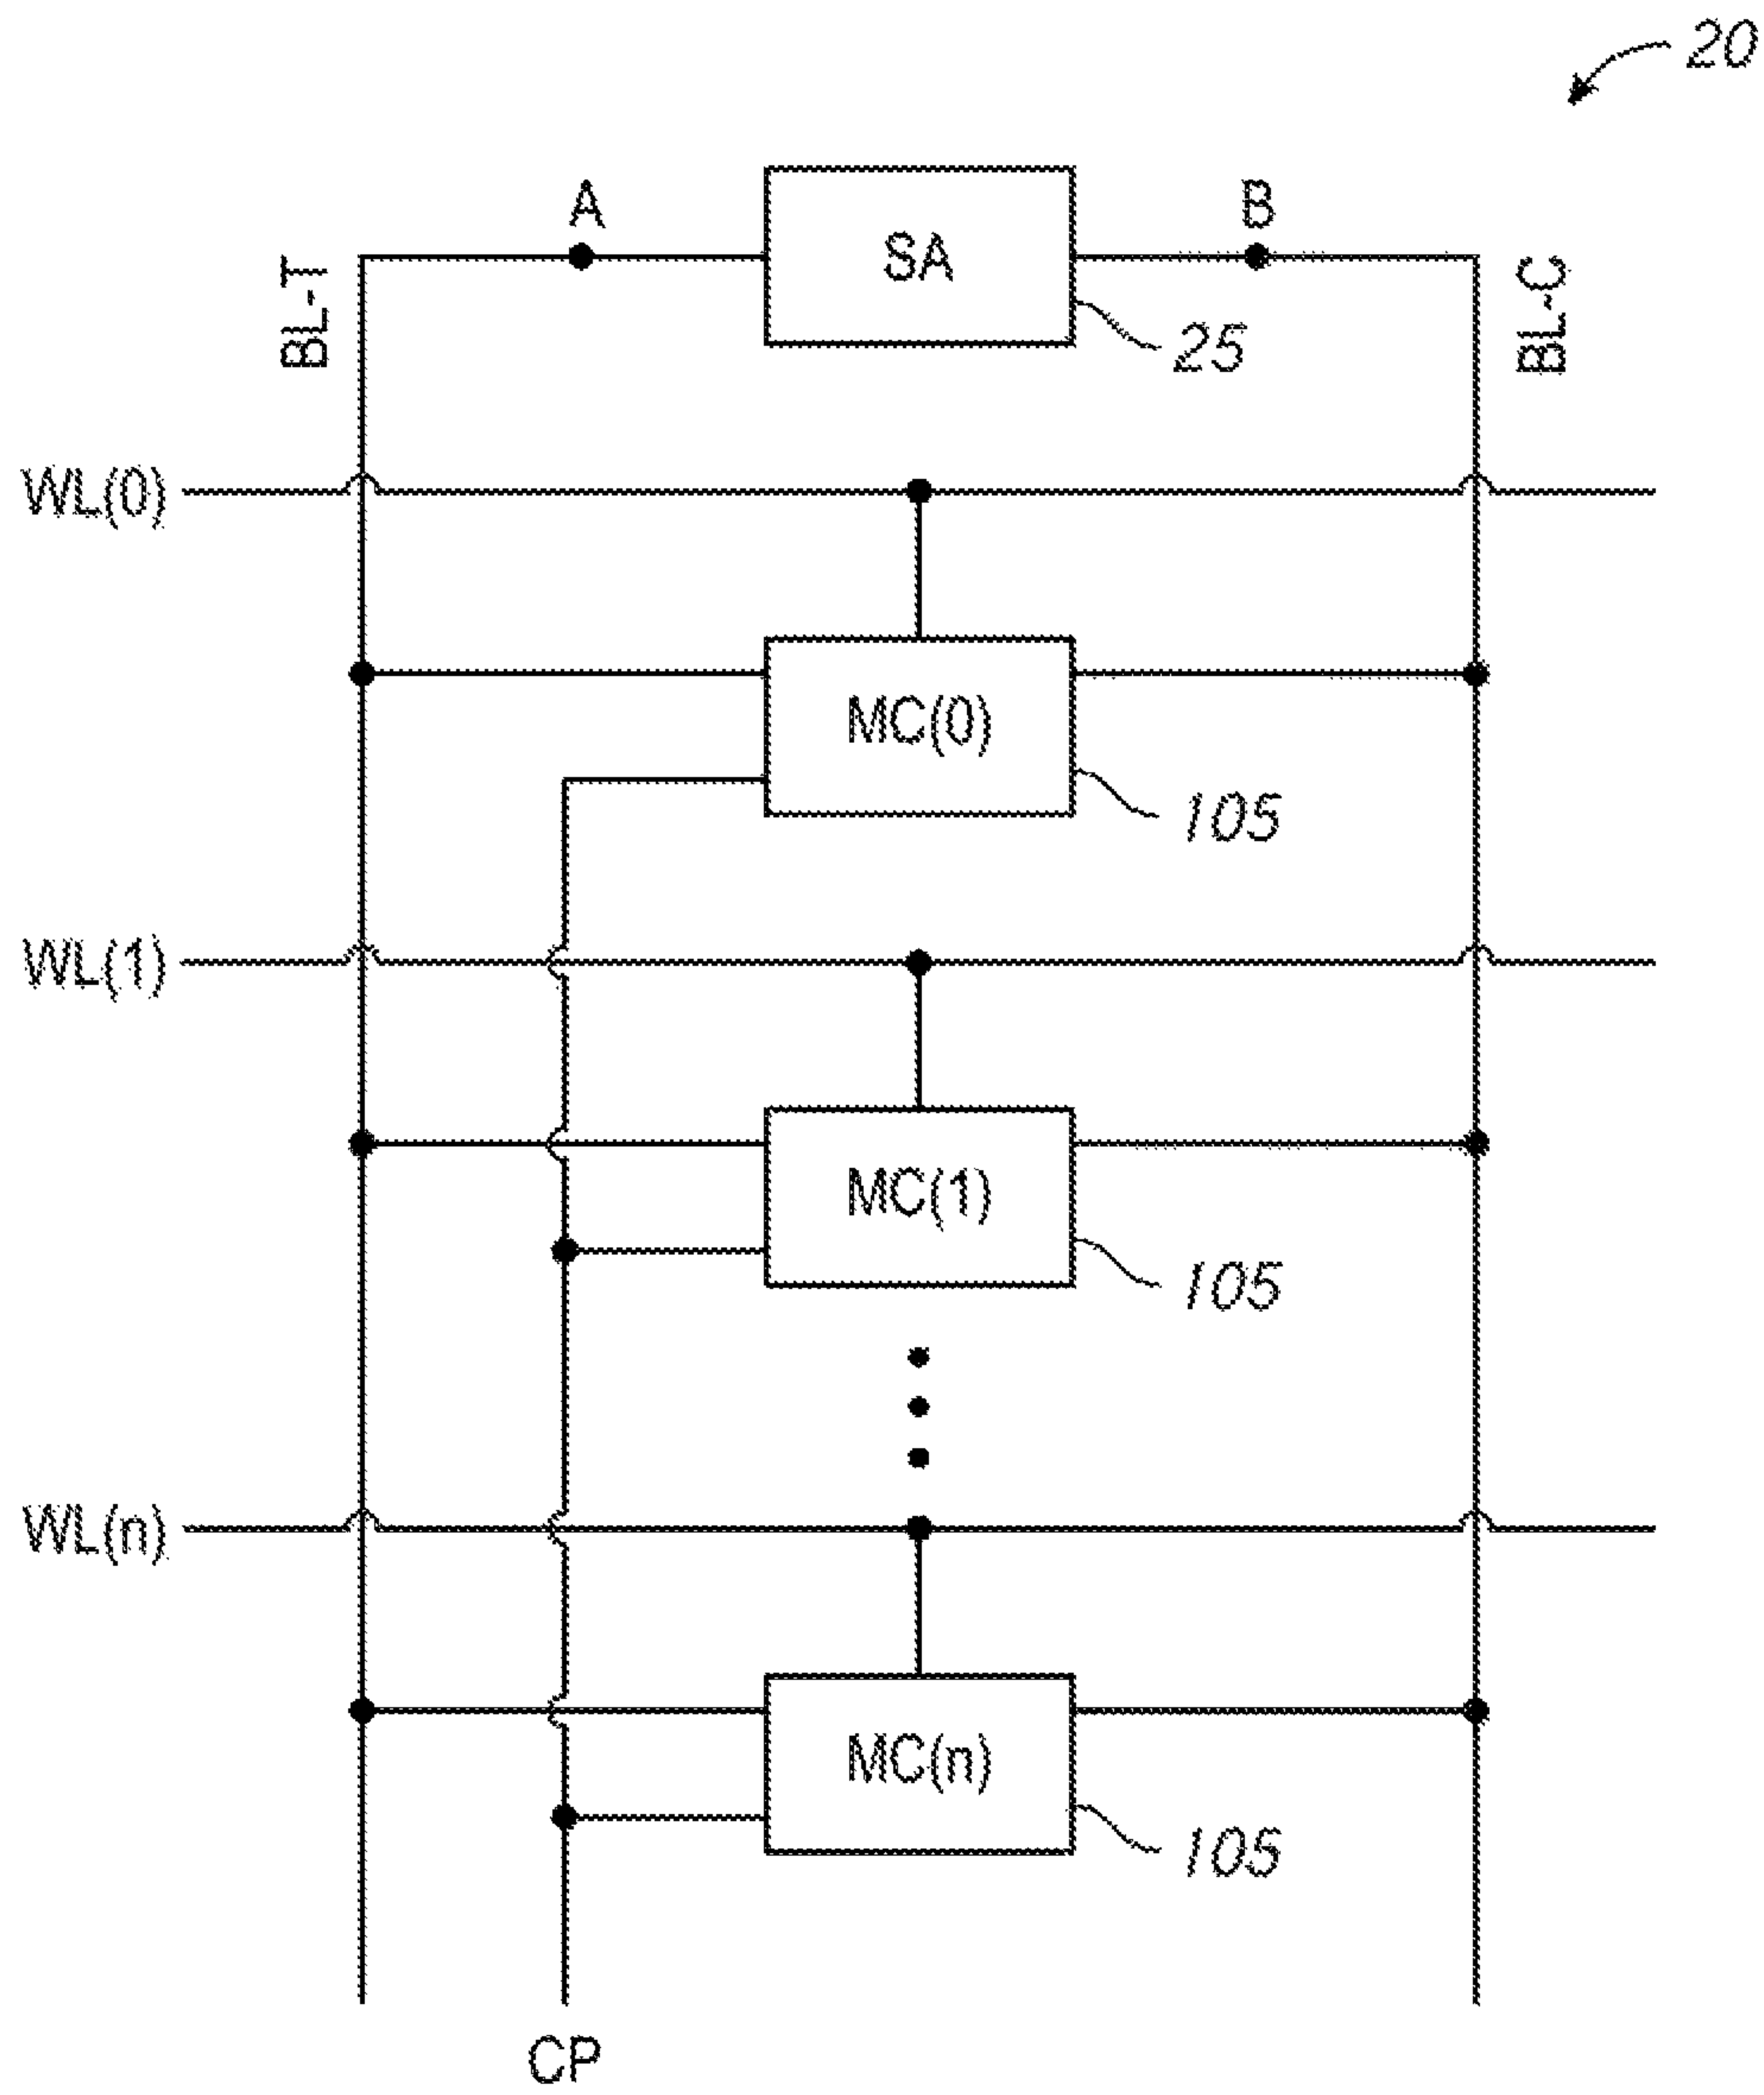 20
A
SA
B
BL-T
25
BL-C
WL(0)
MC(0)
105
WL(1)
MC(1)
105
WL(n)
MC(n)
105
CP